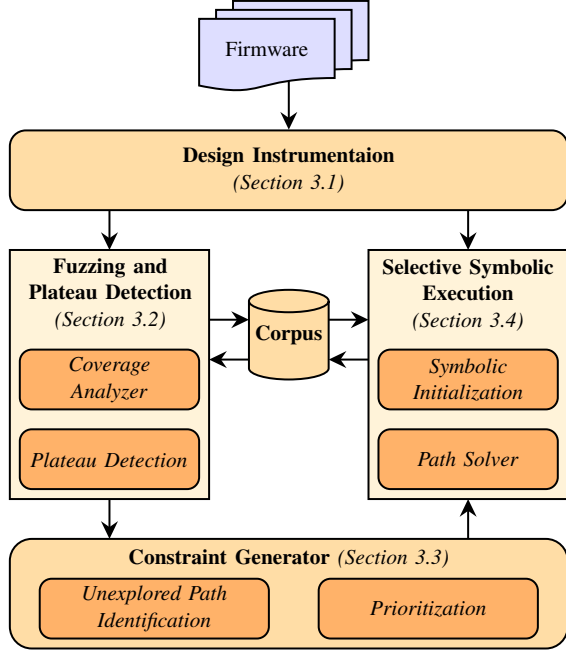 Firmware
Design Instrumentaion
(Section 3.1)
Fuzzing and
Plateau Detection
(Section 3.2)
Coverage
Analyzer
Plateau Detection
Corpus
Selective Symbolic
Execution
(Section 3.4)
Symbolic
Initialization
Path Solver
Constraint Generator (Section 3.3)
Unexplored Path
Identification
Prioritization